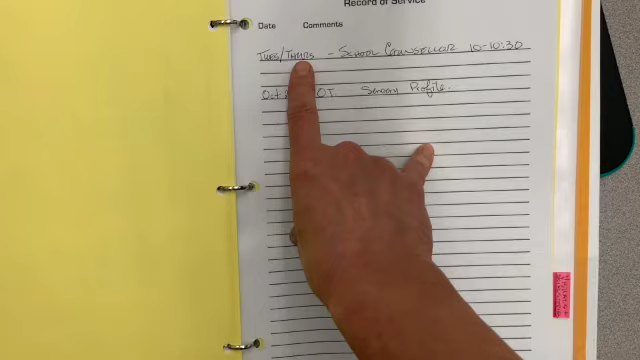 Record of Service
Date Comments
Tues/Thurs - School Counsellor 10-10:30
Oct OT. Sensory Profile.